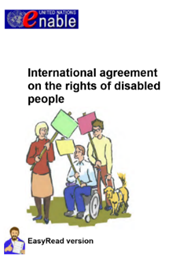 UNITED NATIONS
enable
International agreement
on the rights of disabled
people
EasyRead version